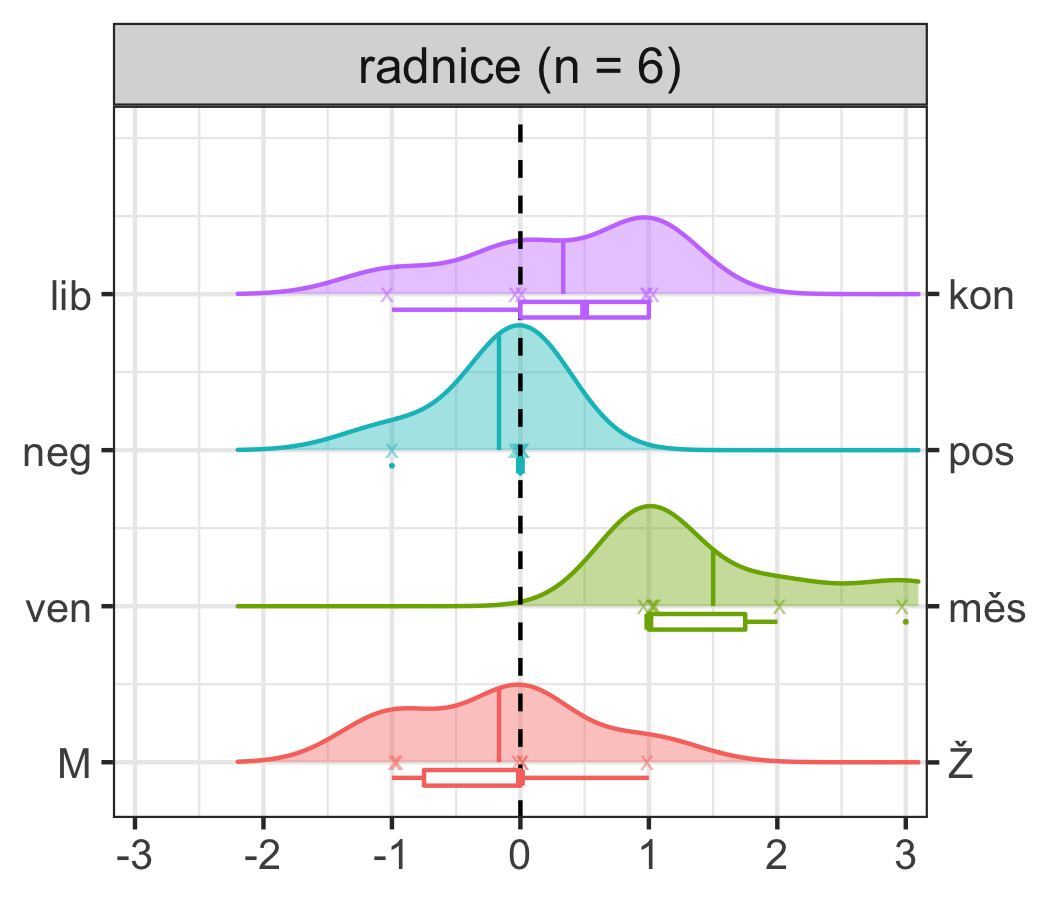 radnice (n = 6)
lib kon
neg pos
ven měs
M Ž
-3 -2 -1 0 1 2 3